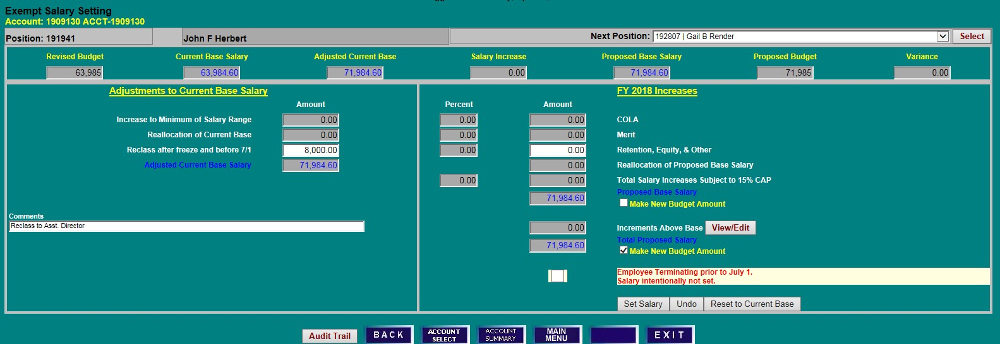 Exempt Salary Setting
Account: 1909130 ACCT-1909130
Position: 191941 John F Herbert Next Position: 192807 | Gail B Render Select
Revised Budget Current Base Salary Adjusted Current Base Salary Increase Proposed Base Salary Proposed Budget Variance
63,985 63,984.60 71,984.60 0.00 71,984.60 71,985 0.00
Adjustments to Current Base Salary
Amount
Increase to Minimum of Salary Range 0.00
Reallocation of Current Base 0.00
Reclass after freeze and before 7/1 8,000.00
Adjusted Current Base Salary 71,984.60
Comments
Reclass to Asst. Director
FY 2018 Increases
Percent Amount
0.00 0.00 COLA
0.00 0.00 Merit
0.00 0.00 Retention, Equity, & Other
0.00 Reallocation of Proposed Base Salary
0.00 0.00 Total Salary Increases Subject to 15% CAP
Proposed Base Salary
71,984.60
Make New Budget Amount
0.00 Increments Above Base View/Edit
Total Proposed Salary
71,984.60
Make New Budget Amount
Employee Terminating prior to July 1.
Salary intentionally not set.
Set Salary Undo Reset to Current Base
Audit Trail BACK ACCOUNT SELECT ACCOUNT SUMMARY MAIN MENU EXIT